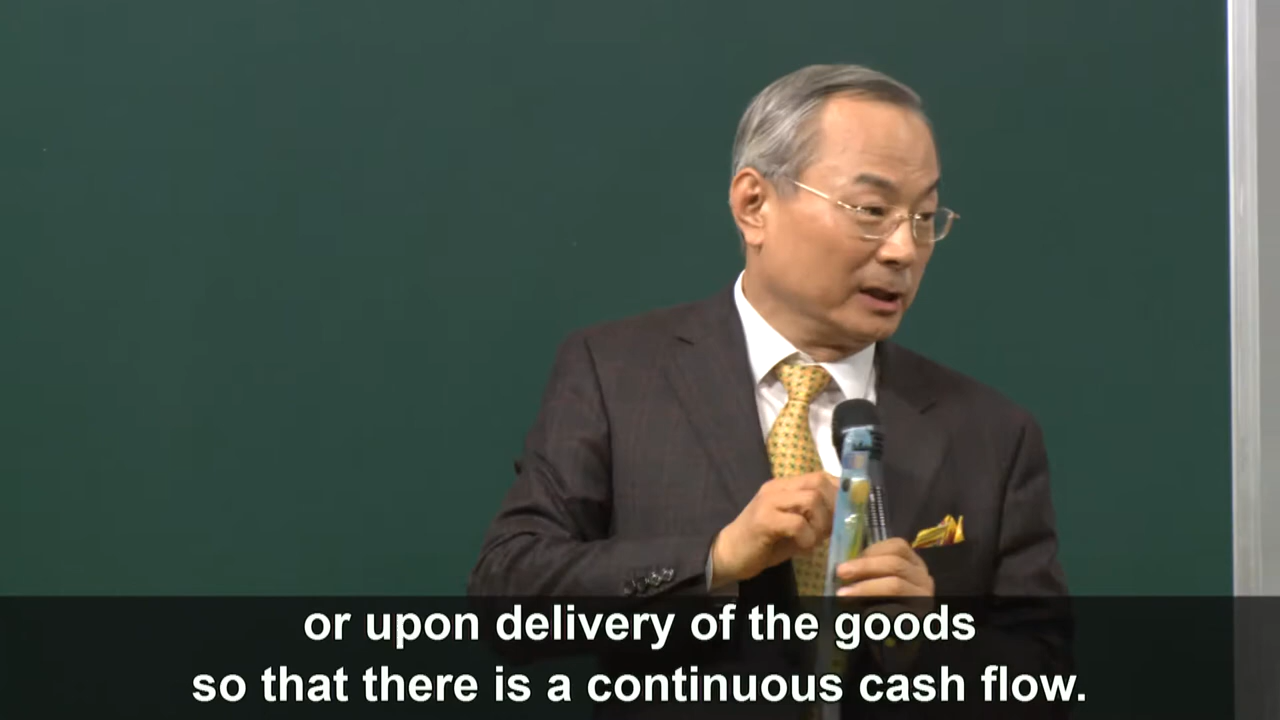 or upon delivery of the goods
so that there is a continuous cash flow.